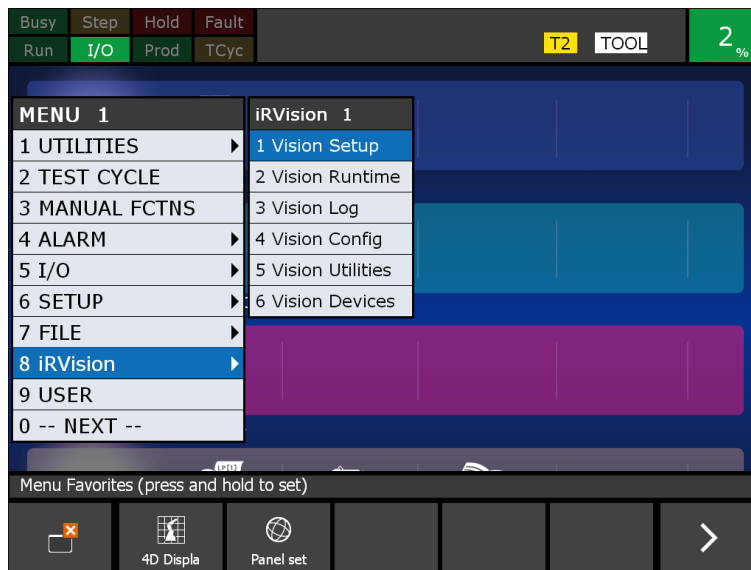 Busy Step Hold Fault
Run I/O Prod TCyc
T2 TOOL
2 %
MENU 1
1 UTILITIES
2 TEST CYCLE
3 MANUAL FCTNS
4 ALARM
5 I/O
6 SETUP
7 FILE
8 iRVision
9 USER
0 -- NEXT --
iRVision 1
1 Vision Setup
2 Vision Runtime
3 Vision Log
4 Vision Config
5 Vision Utilities
6 Vision Devices
LP[1]
Menu Favorites (press and hold to set)
4D Displa
Panel set